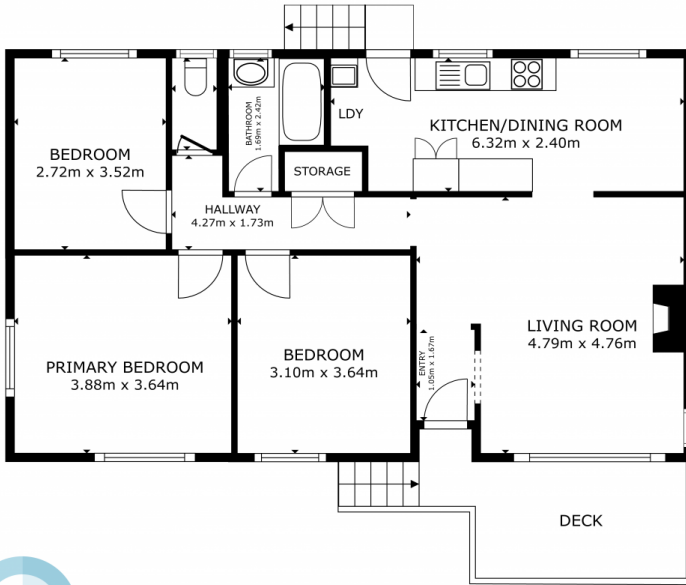 BEDROOM
2.72m x 3.52m
BATHROOM
1.69m x 2.42m
LDY
KITCHEN/DINING ROOM
6.32m x 2.40m
STORAGE
HALLWAY
4.27m x 1.73m
PRIMARY BEDROOM
3.88m x 3.64m
BEDROOM
3.10m x 3.64m
ENTRY
1.05m x 1.67m
LIVING ROOM
4.79m x 4.76m
DECK